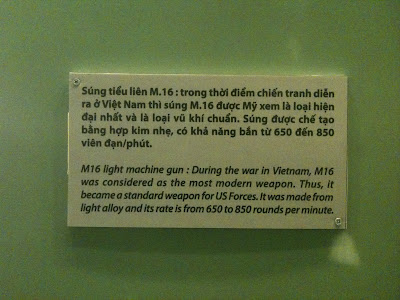 Súng tiểu liên M.16 : trong thời điểm chiến tranh diễn
ra ở Việt Nam thì súng M.16 được Mỹ xem là loại hiện
đại nhất và là loại vũ khí chuẩn. Súng được chế tạo
bằng hợp kim nhẹ, có khả năng bắn từ 650 đến 850
viên đạn/phút.
M16 light machine gun : During the war in Vietnam, M16
was considered as the most modern weapon. Thus, it
became a standard weapon for US Forces. It was made from
light alloy and its rate is from 650 to 850 rounds per minute.